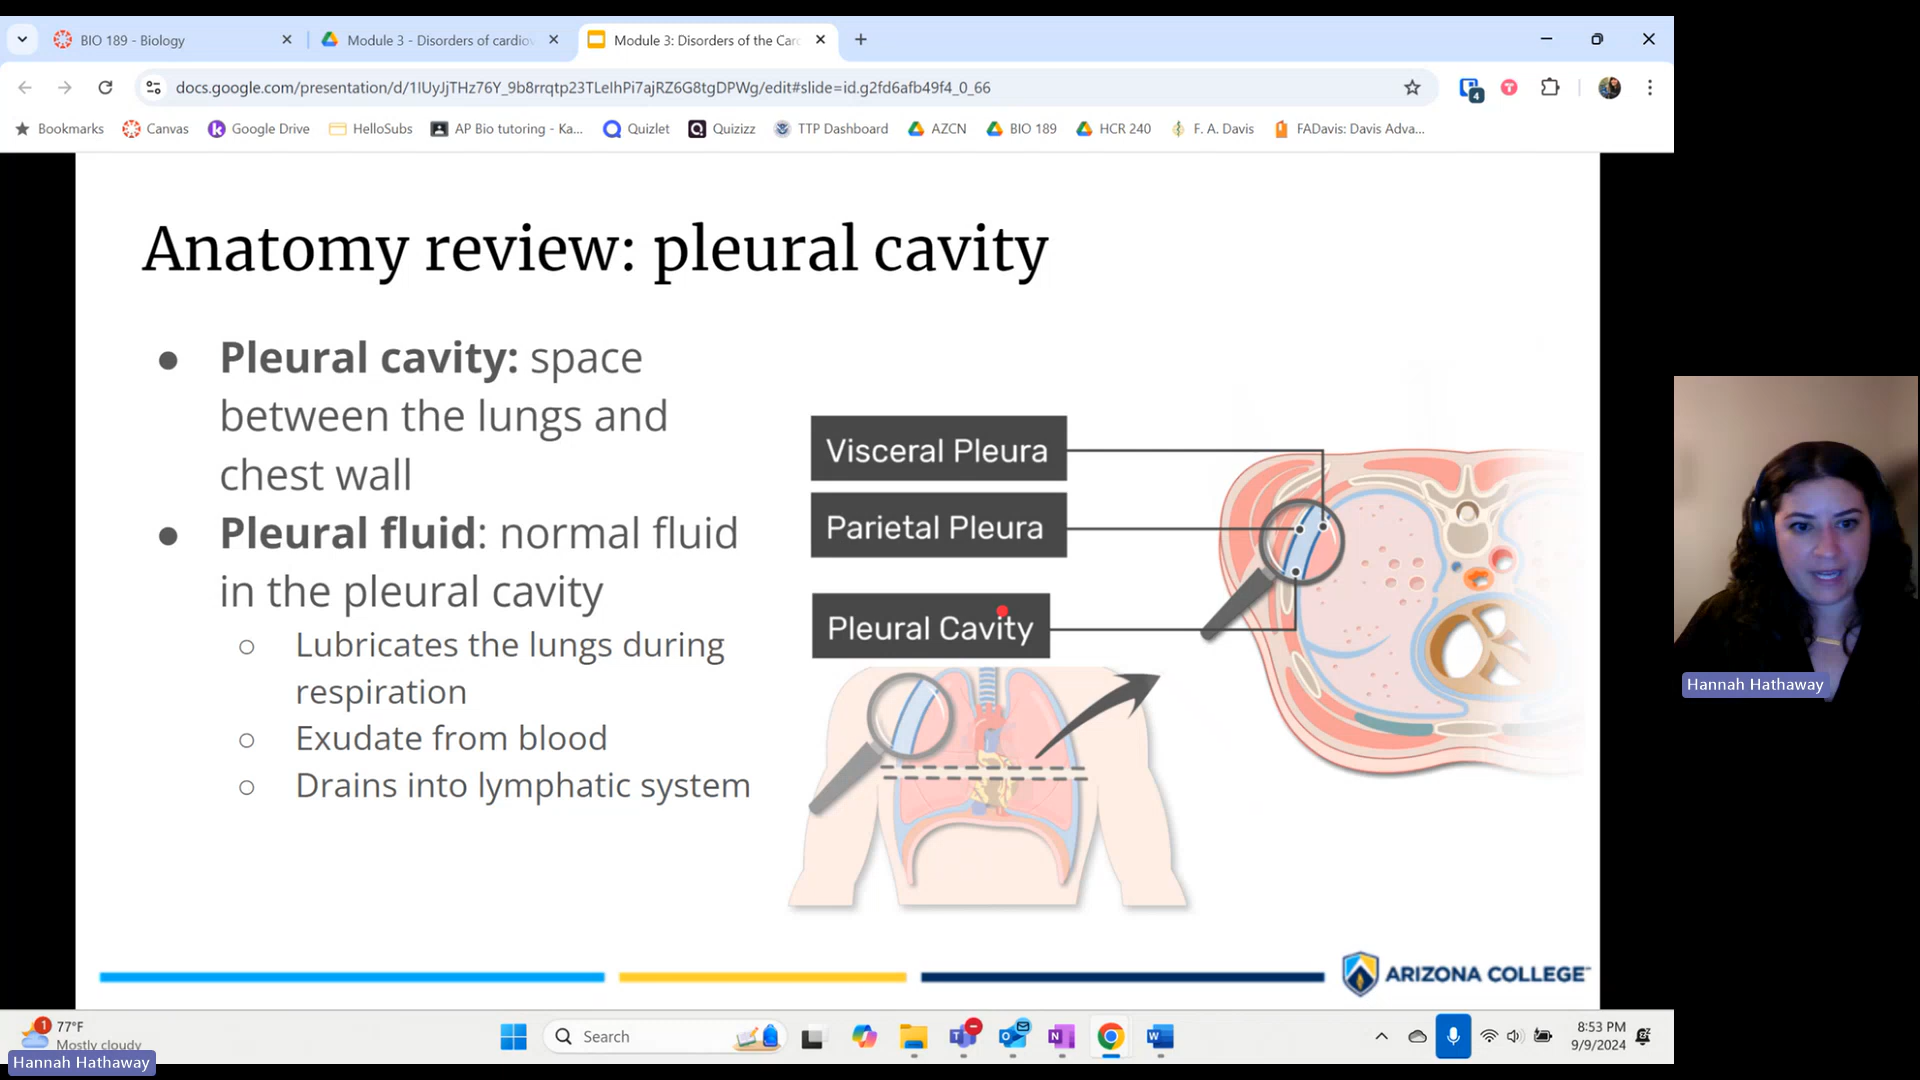 BIO 189 - Biology
Module 3 - Disorders of cardiov
Module 3: Disorders of the Card
docs.google.com/presentation/d/1IUyJjTHz76Y_9b8rrqtp23TLeIhPi7ajRZ6G8tgDPWg/edit#slide=id.g2fd6afb49f4_0_66
4
Bookmarks
Canvas
Google Drive
HelloSubs
AP Bio tutoring - Ka...
Quizlet
Quizizz
TTP Dashboard
AZCN
BIO 189
HCR 240
F. A. Davis
FADavis: Davis Adva...
Anatomy review: pleural cavity
Pleural cavity: space
between the lungs and
chest wall
Pleural fluid: normal fluid
in the pleural cavity
Lubricates the lungs during
respiration
Exudate from blood
Drains into lymphatic system
Visceral Pleura
Parietal Pleura
Pleural Cavity
ARIZONA COLLEGE
Hannah Hathaway
1
77°F
Mostly cloudy
Search
8:53 PM
9/9/2024
Hannah Hathaway